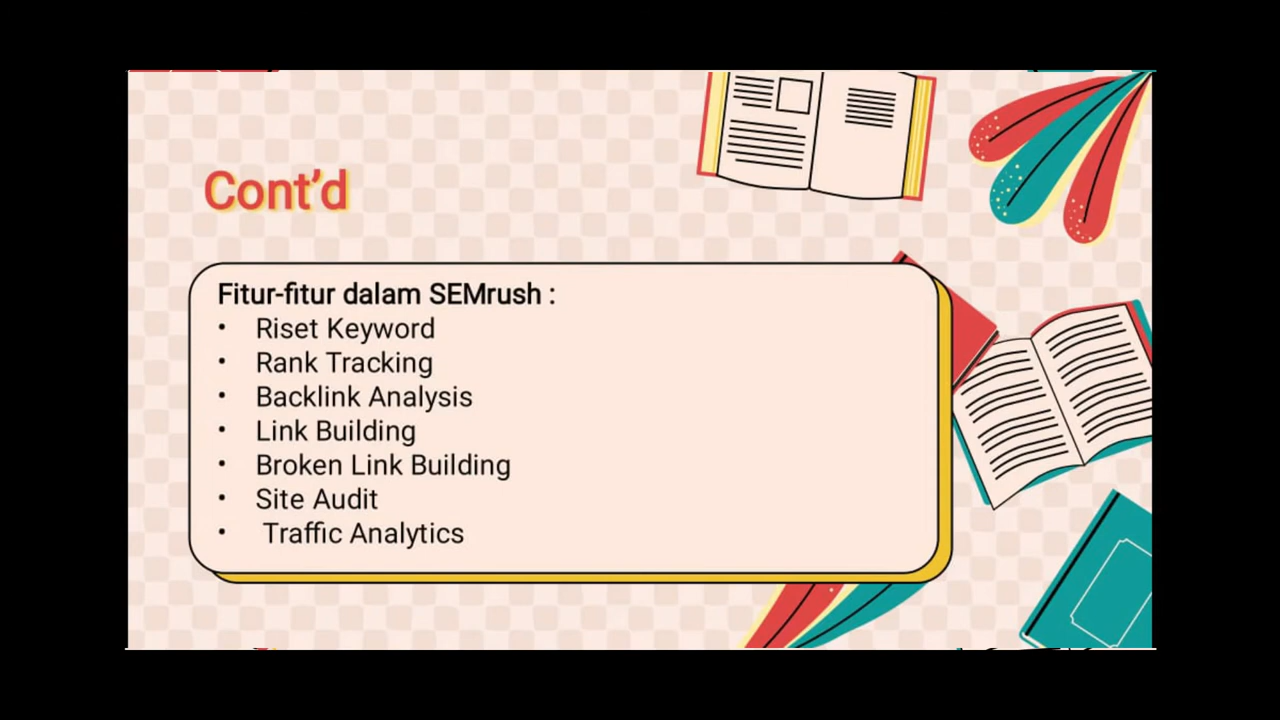 Cont’d
Fitur-fitur dalam SEMrush :
• Riset Keyword
• Rank Tracking
• Backlink Analysis
• Link Building
• Broken Link Building
• Site Audit
• Traffic Analytics